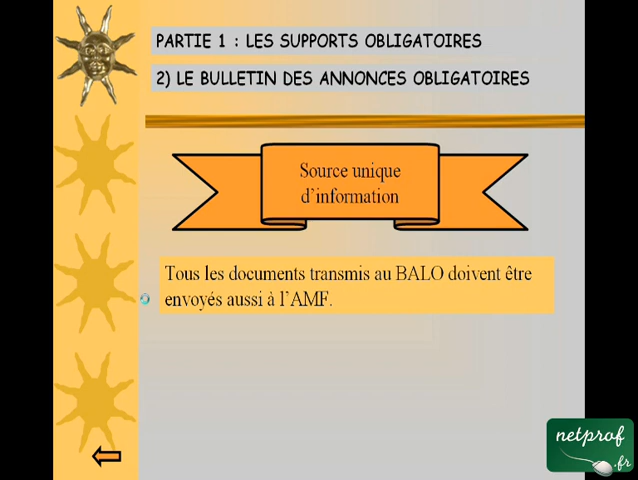 PARTIE 1 : LES SUPPORTS OBLIGATOIRES
2) LE BULLETIN DES ANNONCES OBLIGATOIRES
Source unique
d'information
Tous les documents transmis au BALO doivent être
envoyés aussi à l'AMF.
netprof
.fr